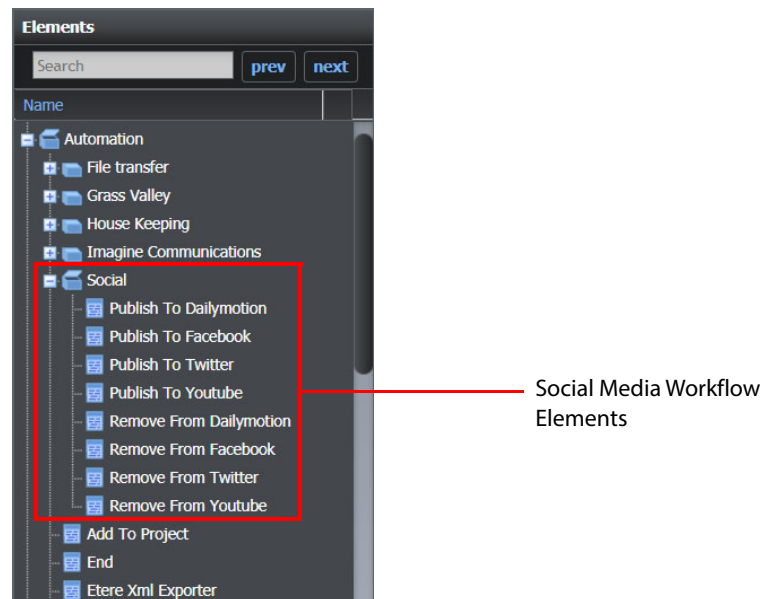 Elements
Search prev next
Name
Automation
File transfer
Grass Valley
House Keeping
Imagine Communications
Social
Publish To Dailymotion
Publish To Facebook
Publish To Twitter
Publish To Youtube
Remove From Dailymotion
Remove From Facebook
Remove From Twitter
Remove From Youtube
Add To Project
End
Etere Xml Exporter
Social Media Workflow
Elements